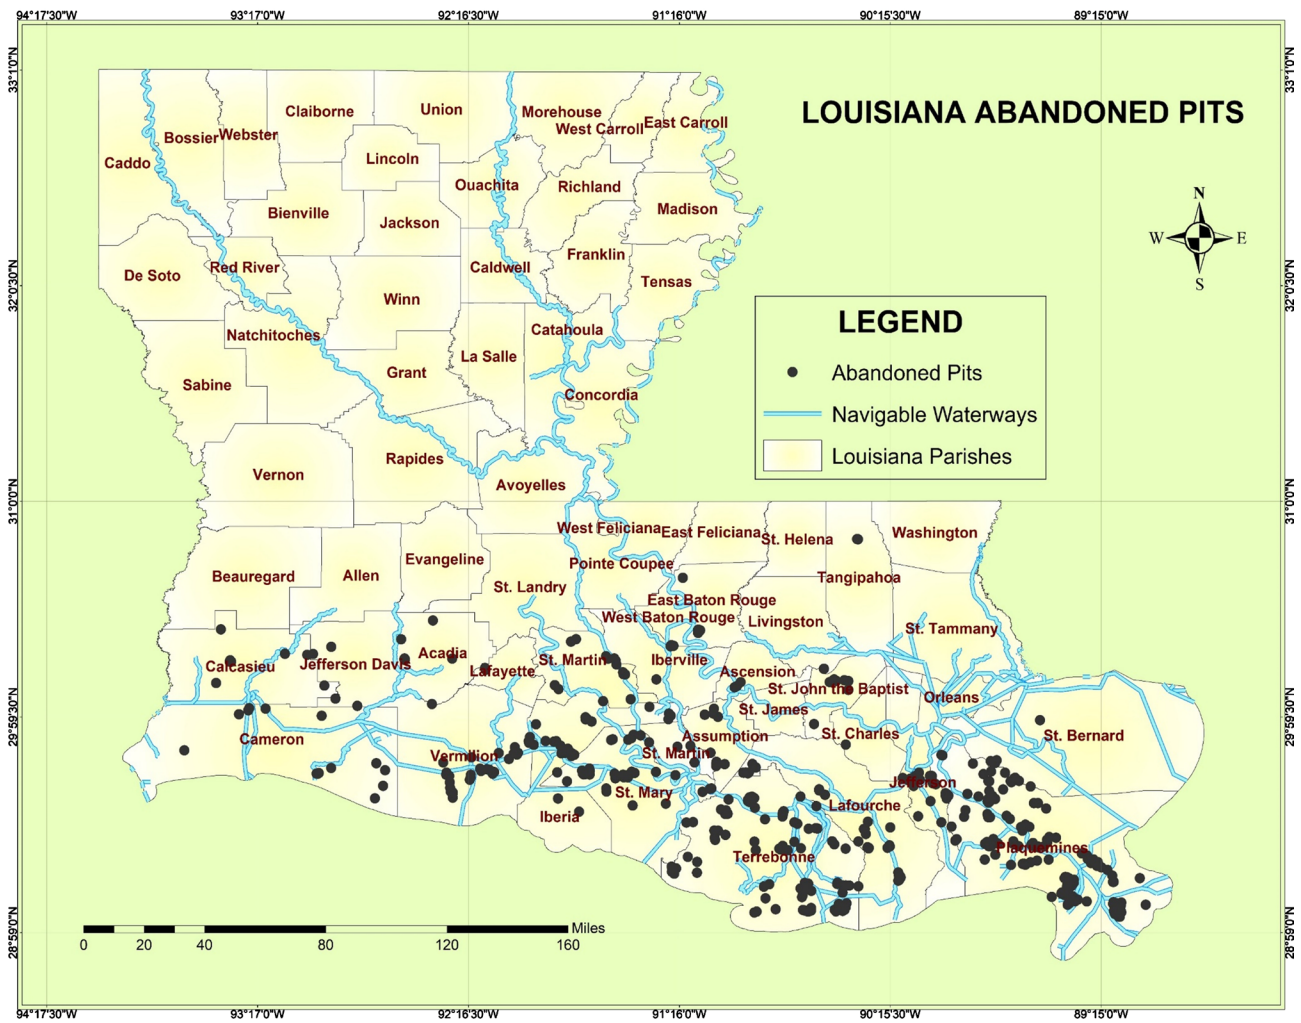 94°17'30"W 93°17'0"W 92°16'30"W 91°16'0"W 90°15'30"W 89°15'0"W
33°1'0"N 33°1'0"N
LOUISIANA ABANDONED PITS
Claiborne Union Morehouse
West Carroll East Carroll
Bossier Webster
Caddo Lincoln
Ouachita Richland
Bienville Jackson Madison
N
W E
S
De Soto Red River Caldwell Franklin
Tensas
32°0'30"N 32°0'30"N
Winn
LEGEND
Natchitoches Catahoula
La Salle
Abandoned Pits
Sabine Grant
Concordia
Navigable Waterways
Louisiana Parishes
Vernon Rapides
Avoyelles
31°0'0"N 31°0'0"N
West Feliciana East Feliciana St. Helena Washington
Evangeline Pointe Coupee
Beauregard Allen Tangipahoa
St. Landry
East Baton Rouge
West Baton Rouge Livingston
St. Tammany
Calcasieu Jefferson Davis Acadia Lafayette St. Martin Iberville
Ascension
St. John the Baptist Orleans
St. James
29°59'30"N 29°59'30"N
Cameron Assumption St. Charles St. Bernard
Vermilion St. Martin
St. Mary Jefferson
Iberia Lafourche
Terrebonne Plaquemines
28°59'0"N 28°59'0"N
Miles
0 20 40 80 120 160
94°17'30"W 93°17'0"W 92°16'30"W 91°16'0"W 90°15'30"W 89°15'0"W